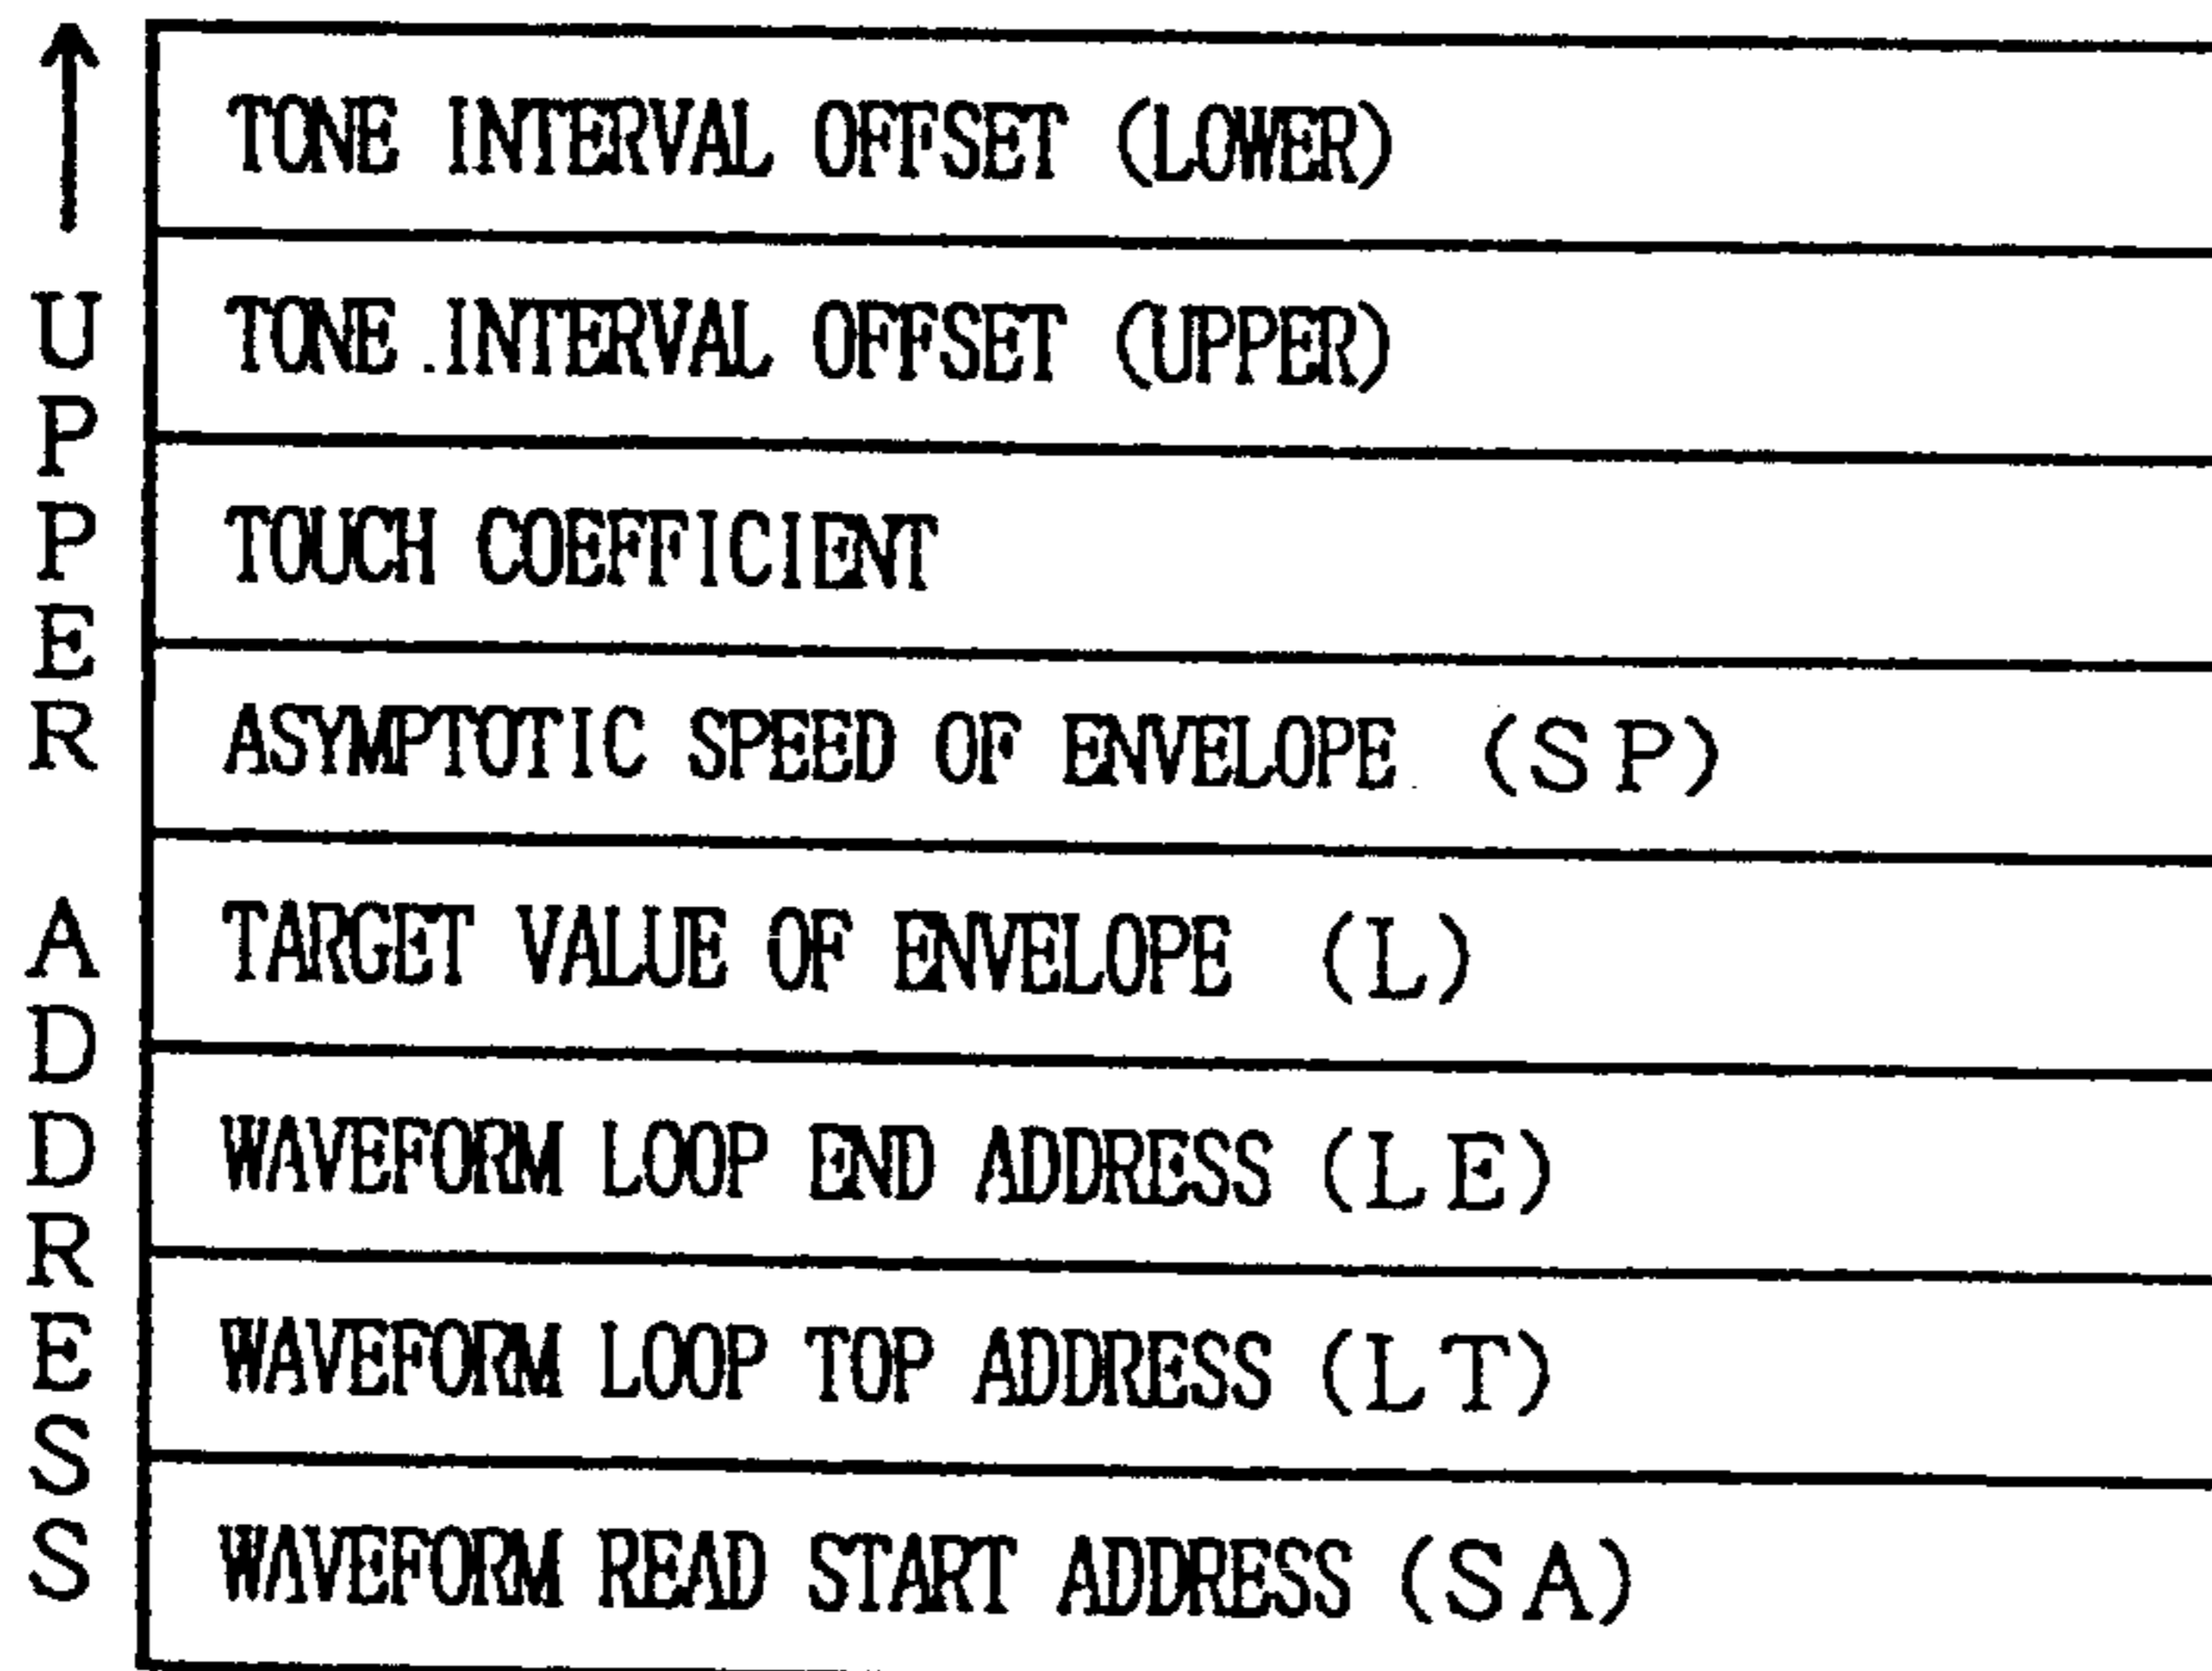 TONE INTERVAL OFFSET (LOWER)
TONE .INTERVAL OFFSET (UPPER)
TOUCH COEFFICIENT
ASYMPTOTIC SPEED OF ENVELOPE (SP)
TARGET VALUE OF ENVELOPE (L)
WAVEFORM LOOP END ADDRESS (LE)
WAVEFORM LOOP TOP ADDRESS (LT)
WAVEFORM READ START ADDRESS (SA)
UPPER ADDRESS